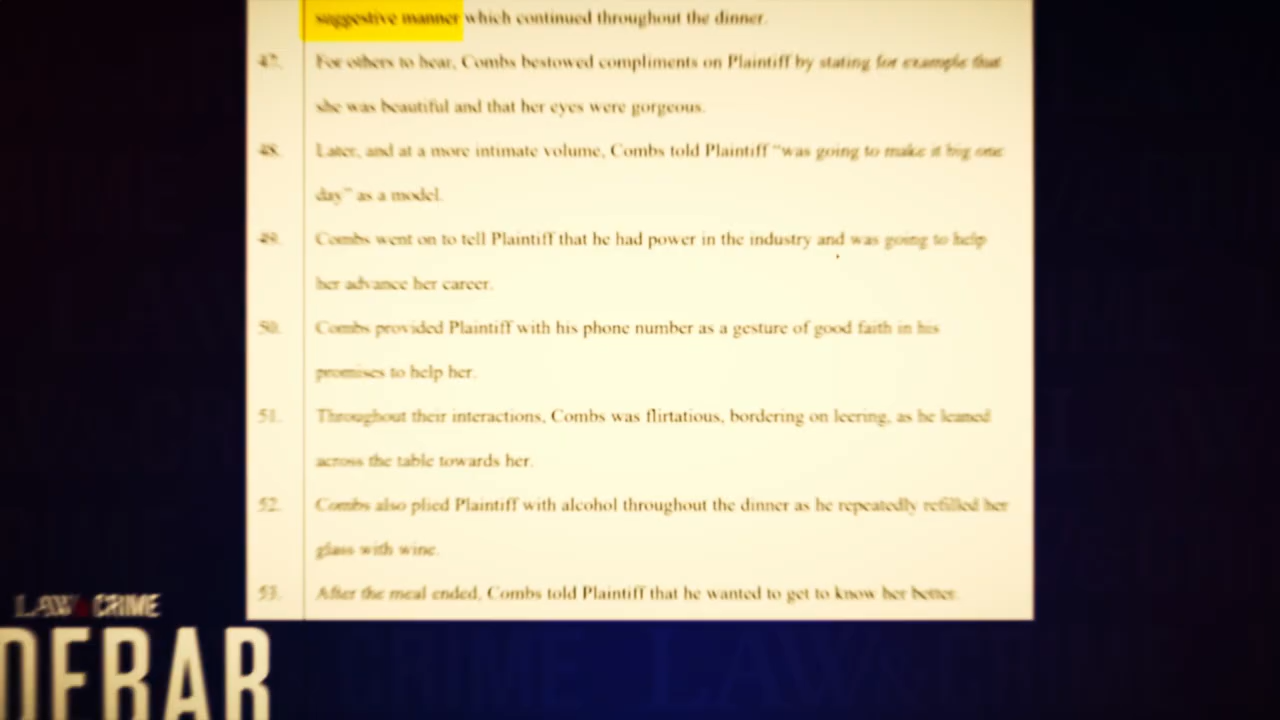 suggestive manner which continued throughout the dinner.
47. For others to hear, Combs bestowed compliments on Plaintiff by stating for example that
she was beautiful and that her eyes were gorgeous.
48. Later, and at a more intimate volume, Combs told Plaintiff “was going to make it big one
day” as a model.
49. Combs went on to tell Plaintiff that he had power in the industry and was going to help
her advance her career.
50. Combs provided Plaintiff with his phone number as a gesture of good faith in his
promises to help her.
51. Throughout their interactions, Combs was flirtatious, bordering on leering, as he leaned
across the table towards her.
52. Combs also plied Plaintiff with alcohol throughout the dinner as he repeatedly refilled her
glass with wine.
53. After the meal ended, Combs told Plaintiff that he wanted to get to know her better.
LAW & CRIME
DEBAR